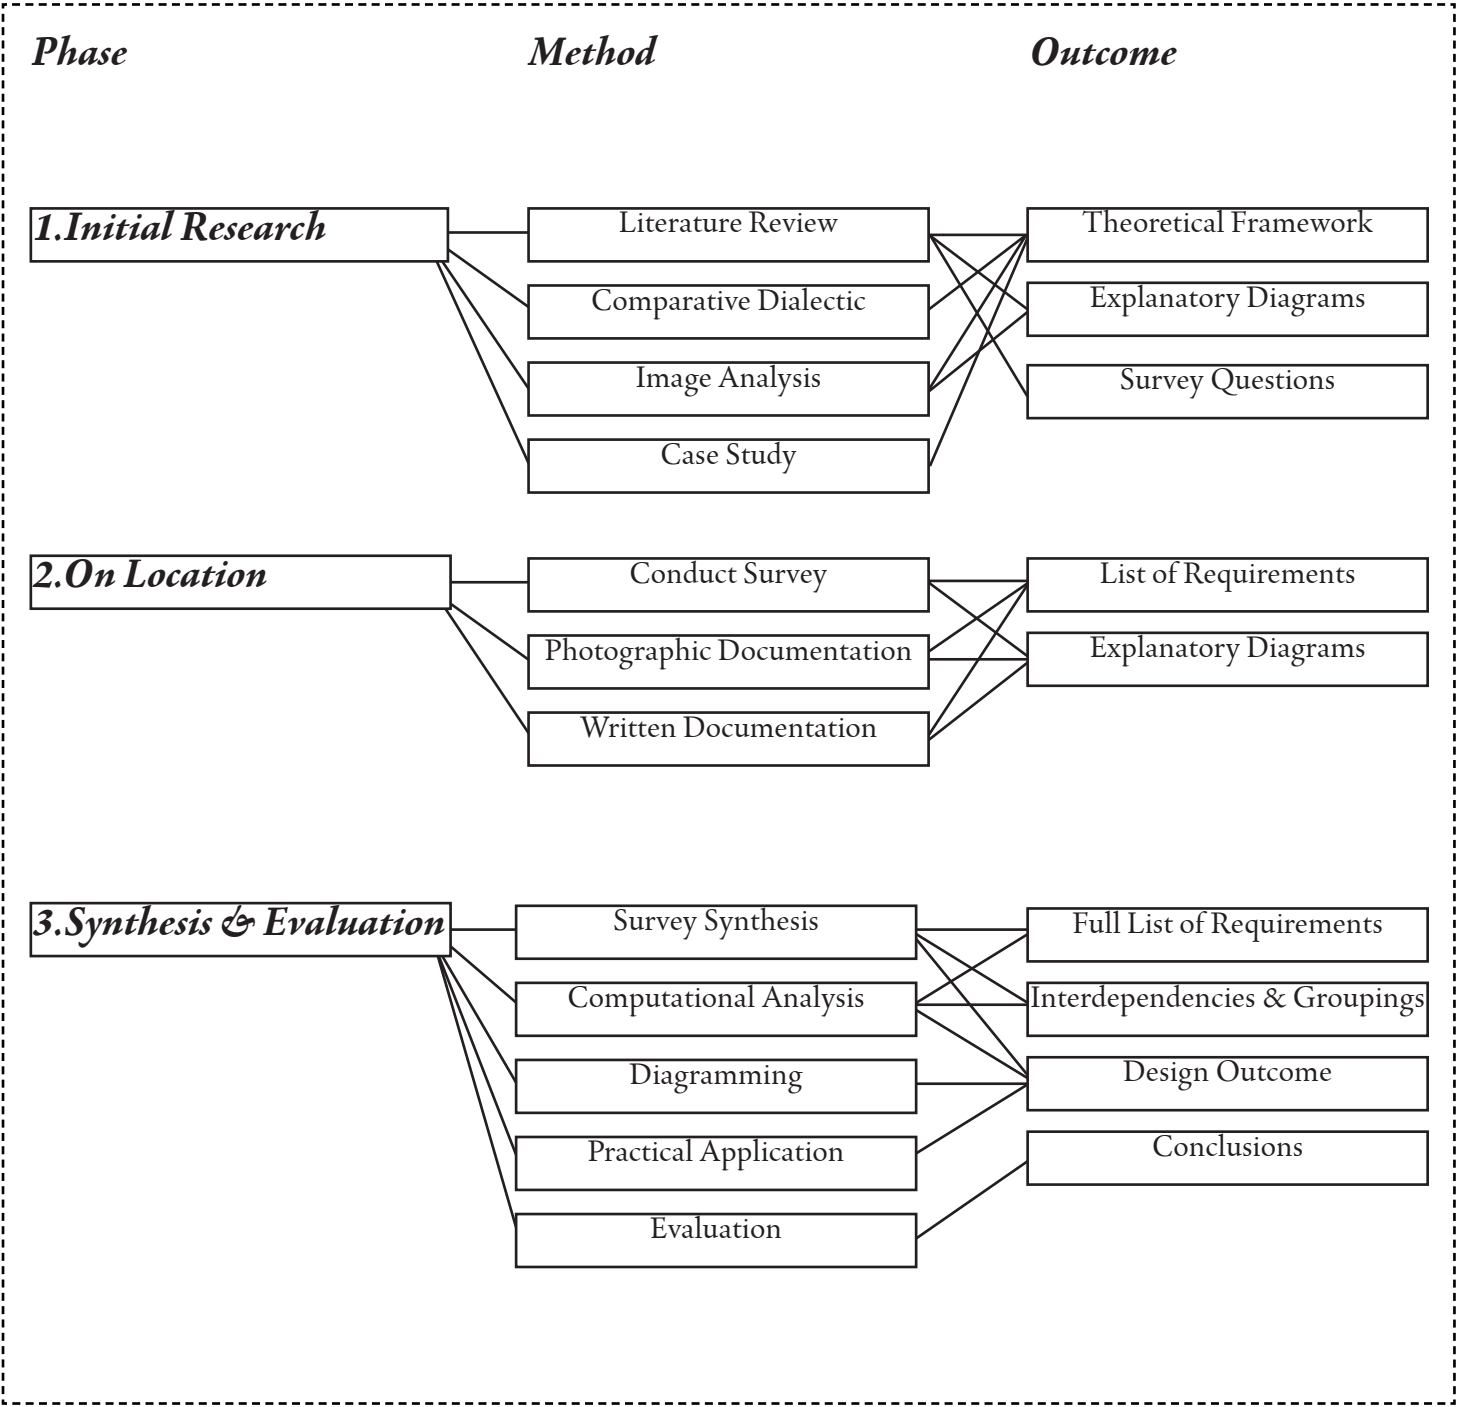 Phase
Method
Outcome
1.Initial Research
Literature Review
Theoretical Framework
Comparative Dialectic
Explanatory Diagrams
Image Analysis
Survey Questions
Case Study
2.On Location
Conduct Survey
List of Requirements
Photographic Documentation
Explanatory Diagrams
Written Documentation
3.Synthesis & Evaluation
Survey Synthesis
Full List of Requirements
Computational Analysis
Interdependencies & Groupings
Diagramming
Design Outcome
Practical Application
Conclusions
Evaluation